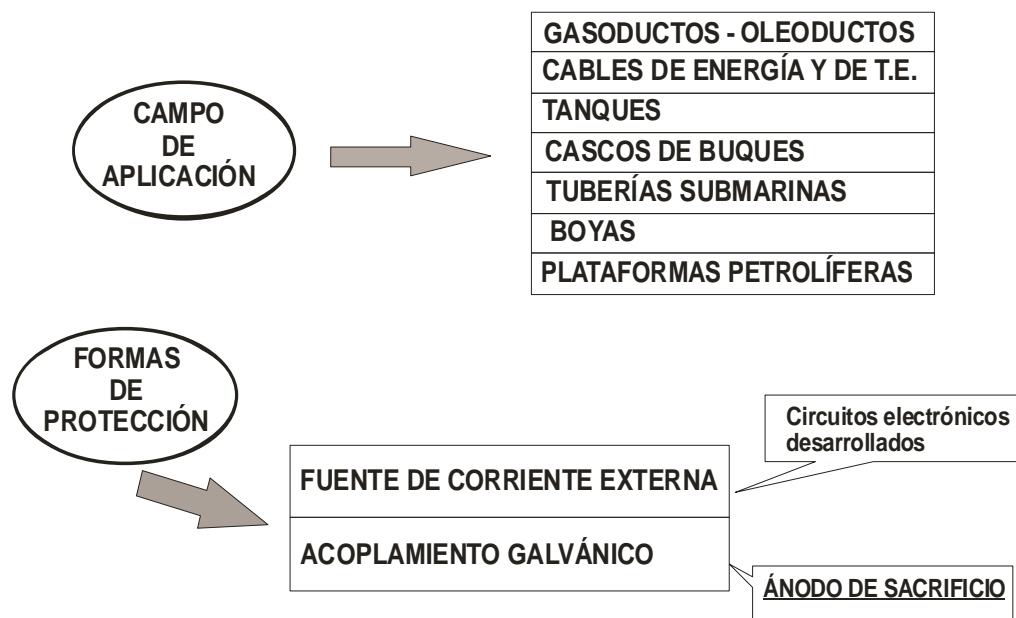 CAMPO
DE
APLICACIÓN
GASODUCTOS - OLEODUCTOS
CABLES DE ENERGÍA Y DE T.E.
TANQUES
CASCOS DE BUQUES
TUBERÍAS SUBMARINAS
BOYAS
PLATAFORMAS PETROLÍFERAS
FORMAS
DE
PROTECCIÓN
FUENTE DE CORRIENTE EXTERNA
ACOPLAMIENTO GALVÁNICO
Circuitos electrónicos
desarrollados
ÁNODO DE SACRIFICIO